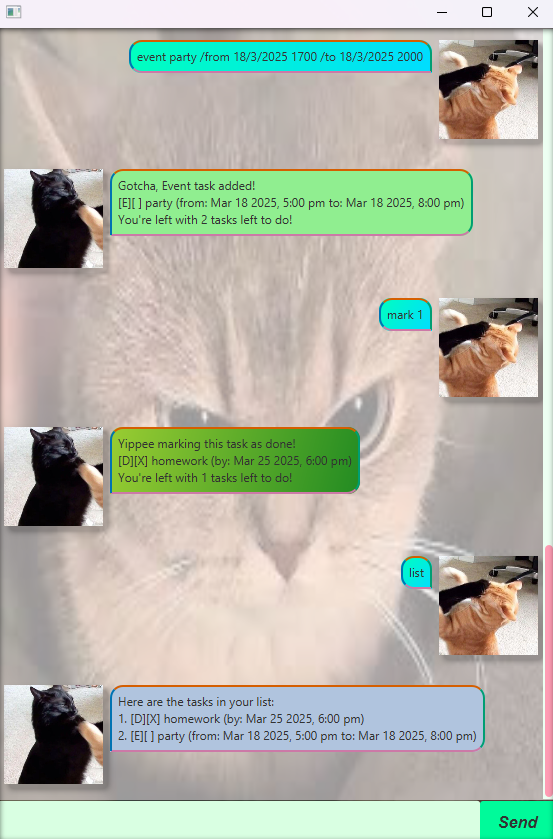 event party /from 18/3/2025 1700 /to 18/3/2025 2000
Gotcha, Event task added!
[E][ ] party (from: Mar 18 2025, 5:00 pm to: Mar 18 2025, 8:00 pm)
You're left with 2 tasks left to do!
mark 1
Yippee marking this task as done!
[D][X] homework (by: Mar 25 2025, 6:00 pm)
You're left with 1 tasks left to do!
list
Here are the tasks in your list:
1. [D][X] homework (by: Mar 25 2025, 6:00 pm)
2. [E][ ] party (from: Mar 18 2025, 5:00 pm to: Mar 18 2025, 8:00 pm)
Send